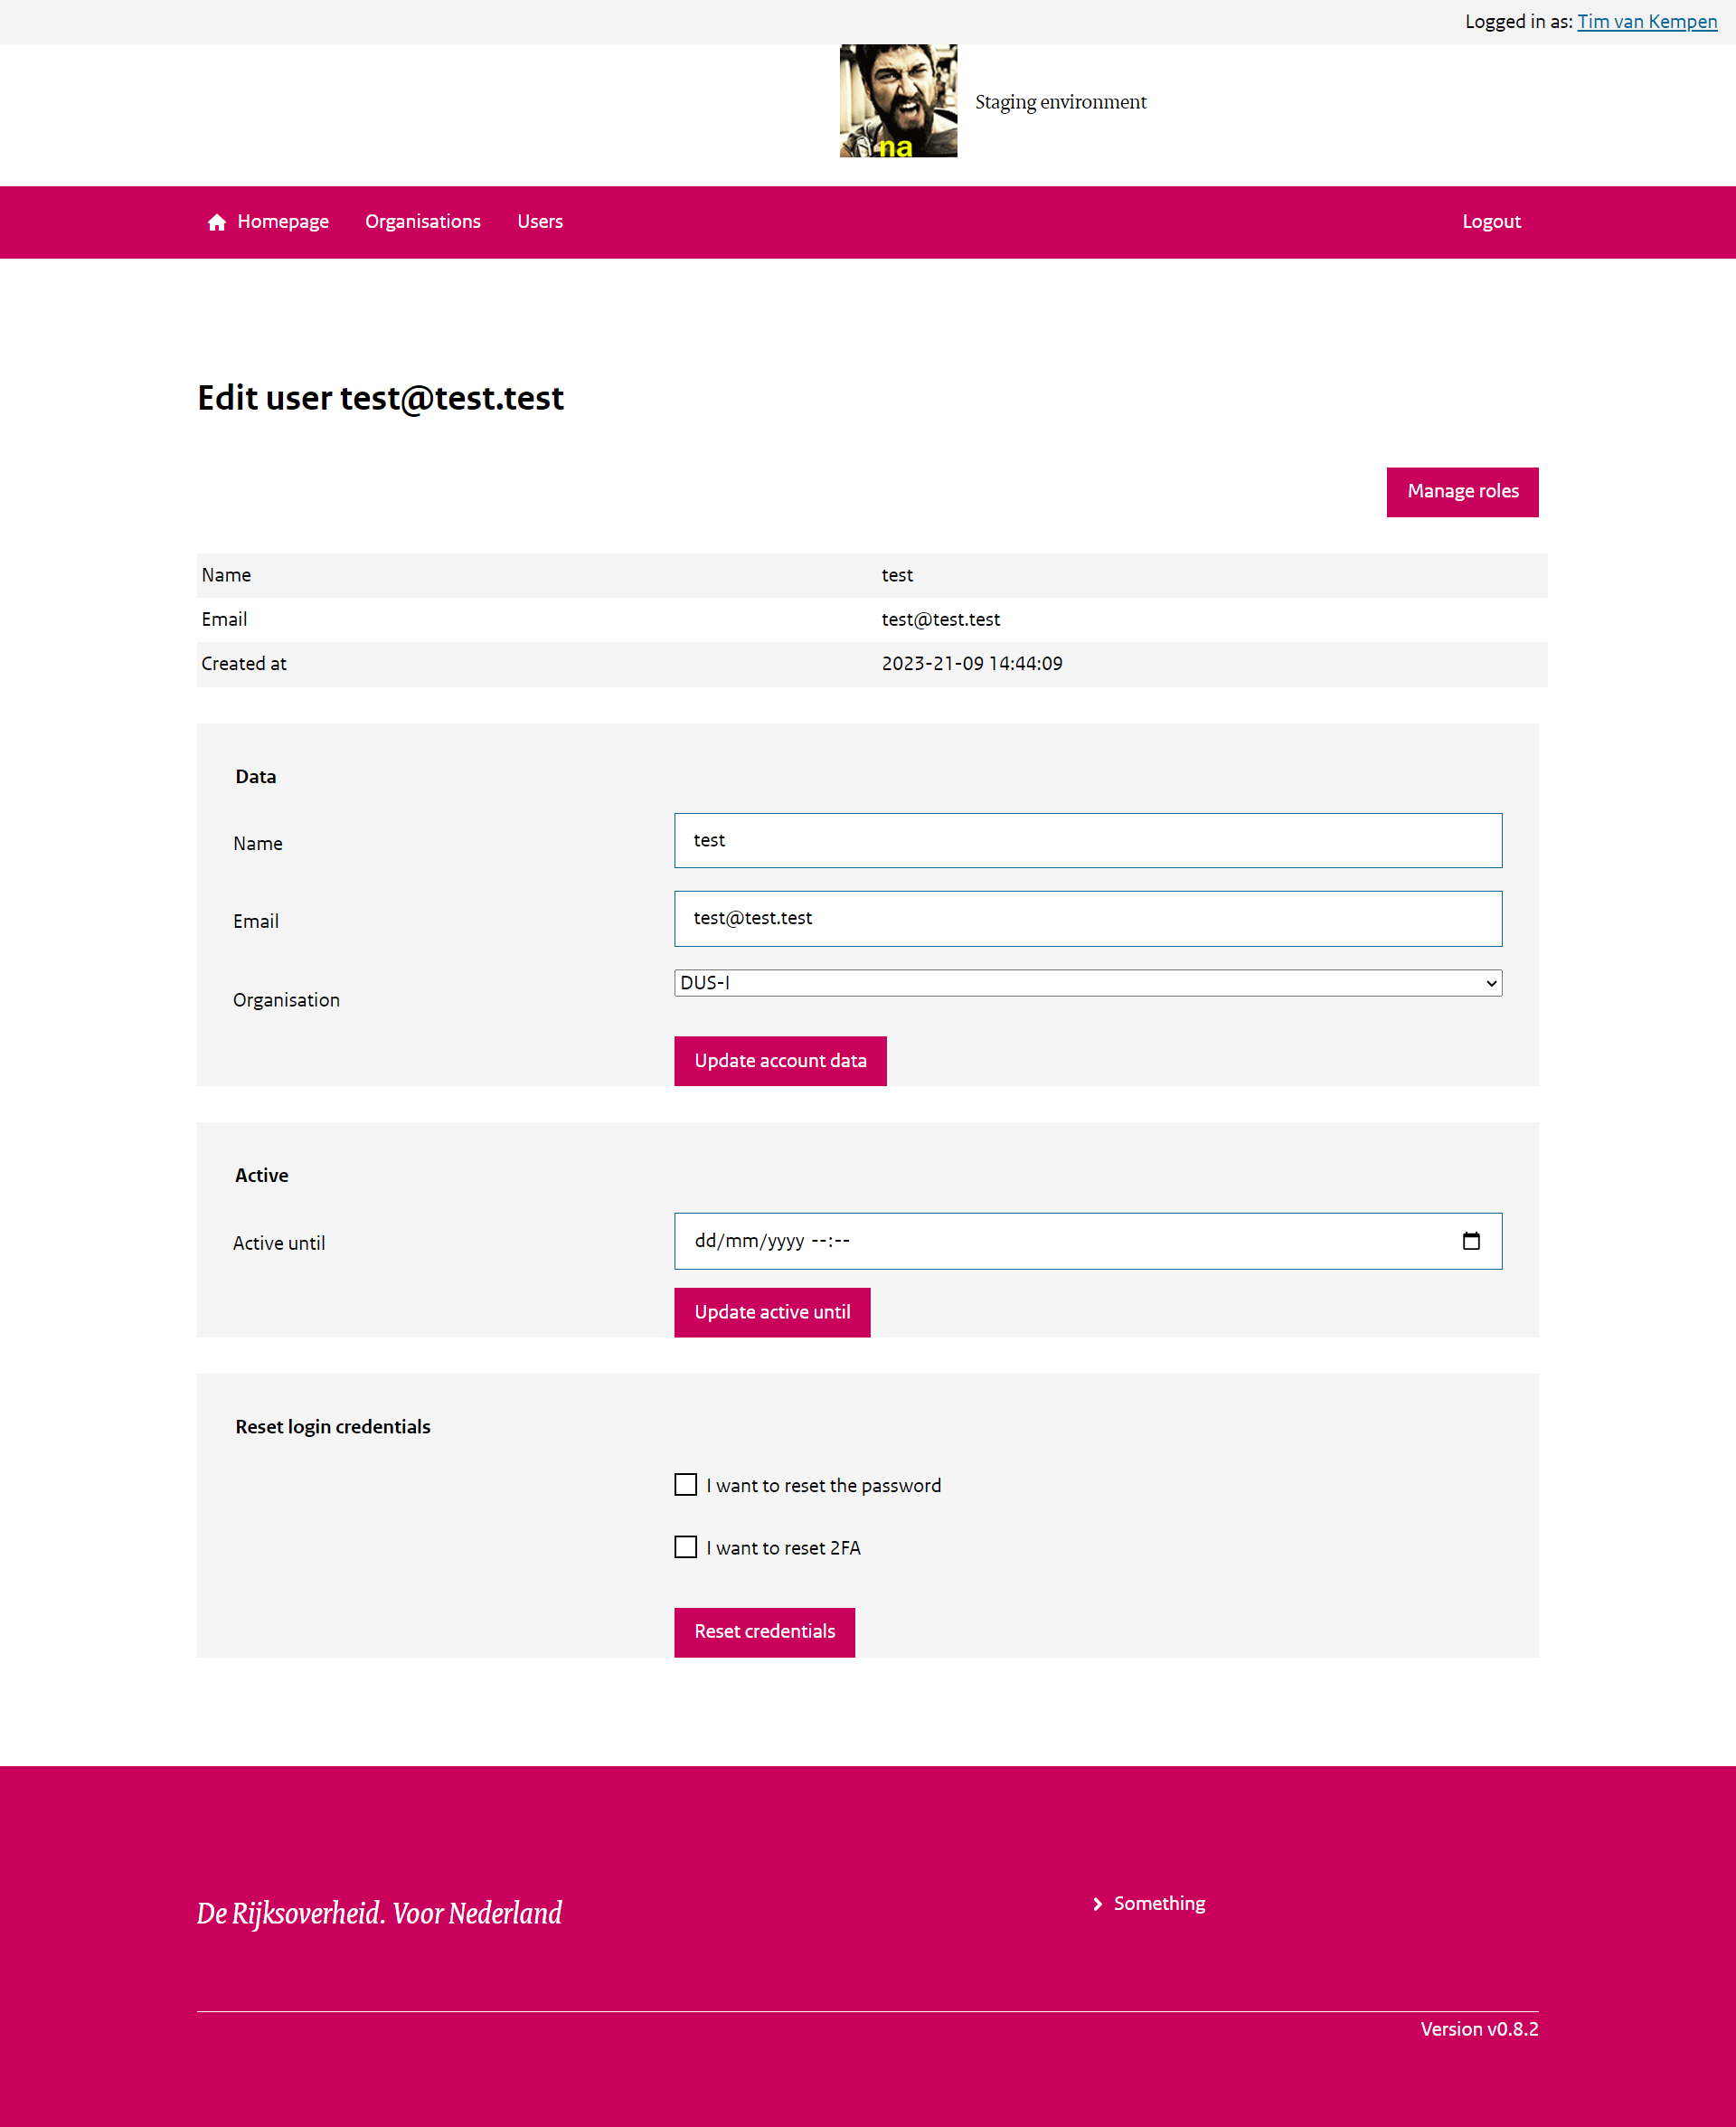 Logged in as: Tim van Kempen
na
Staging environment
Homepage Organisations Users Logout
Edit user test@test.test
Manage roles
Name test
Email test@test.test
Created at 2023-21-09 14:44:09
Data
Name test
Email test@test.test
Organisation DUS-I
Update account data
Active
Active until dd/mm/yyyy --:--
Update active until
Reset login credentials
I want to reset the password
I want to reset 2FA
Reset credentials
De Rijksoverheid. Voor Nederland
Something
Version v0.8.2